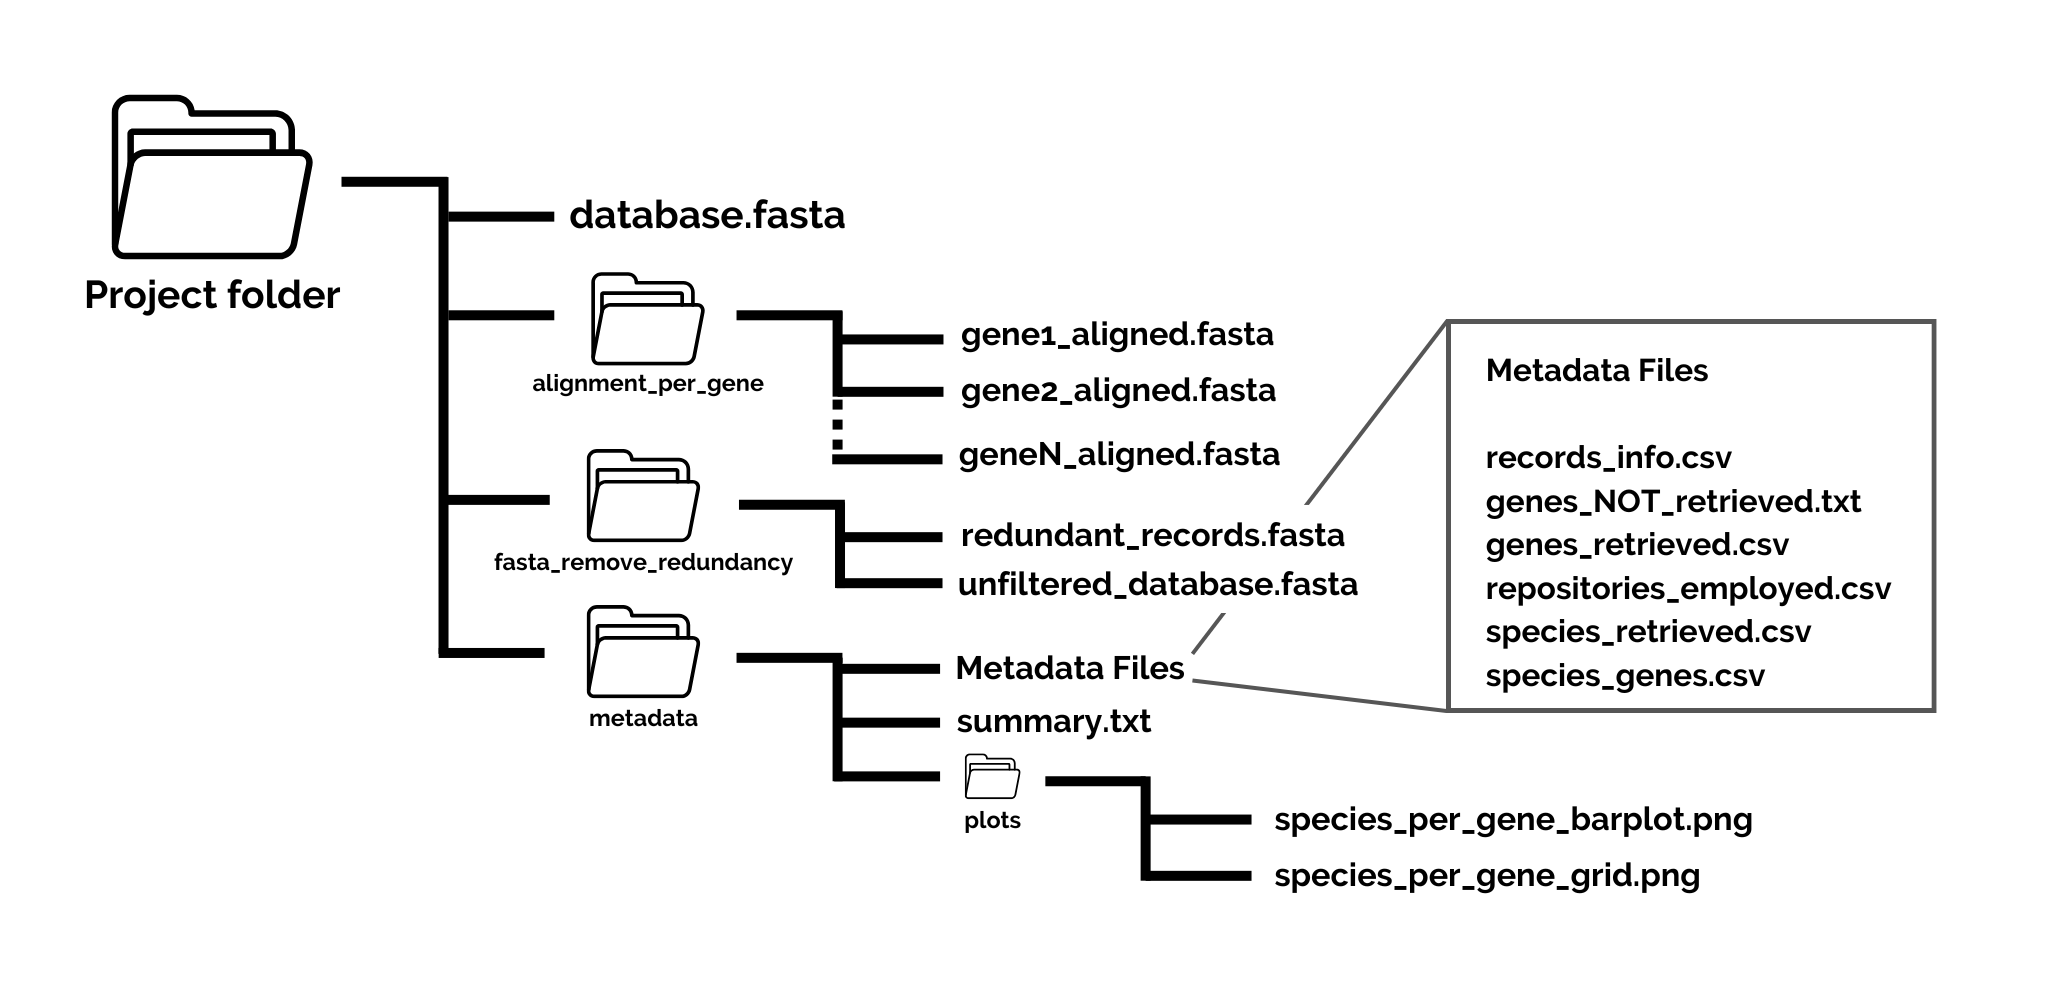 Project folder
database.fasta
alignment_per_gene
gene1_aligned.fasta
gene2_aligned.fasta
geneN_aligned.fasta
fasta_remove_redundancy
redundant_records.fasta
unfiltered_database.fasta
metadata
Metadata Files
summary.txt
plots
species_per_gene_barplot.png
species_per_gene_grid.png
Metadata Files
records_info.csv
genes_NOT_retrieved.txt
genes_retrieved.csv
repositories_employed.csv
species_retrieved.csv
species_genes.csv